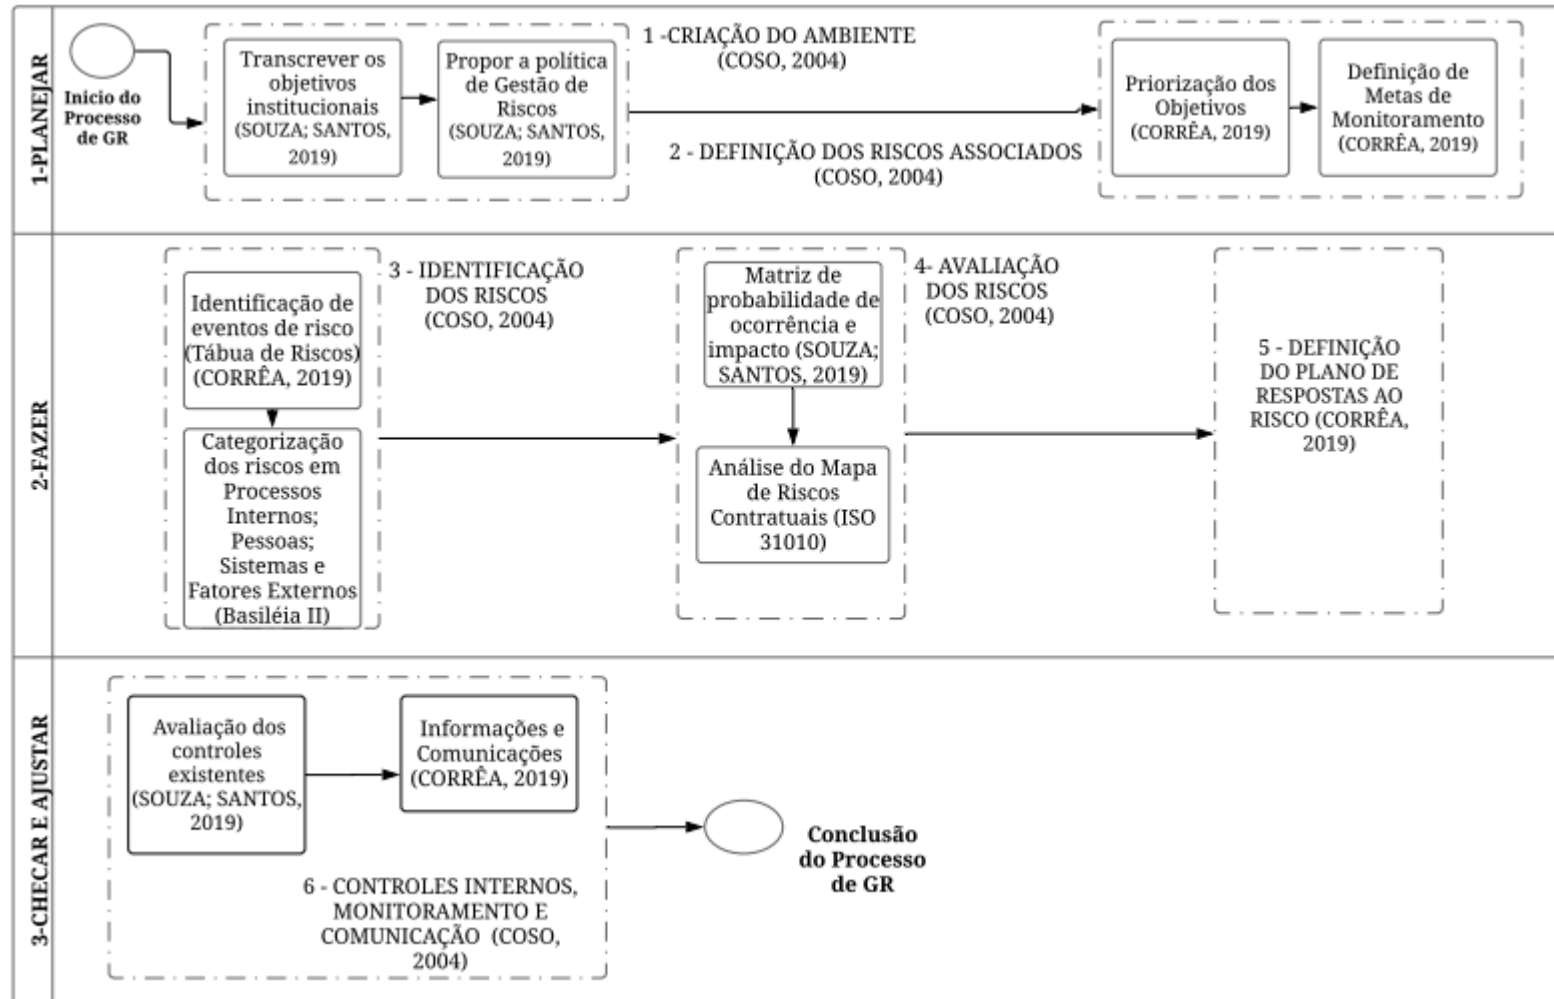 1-PLANEJAR
Inicio do
Processo
de GR
Transcrever os
objetivos
institucionais
(SOUZA; SANTOS,
2019)
Propor a política
de Gestão de
Riscos
(SOUZA; SANTOS,
2019)
1 -CRIAÇÃO DO AMBIENTE
(COSO, 2004)
2 - DEFINIÇÃO DOS RISCOS ASSOCIADOS
(COSO, 2004)
Priorização dos
Objetivos
(CORRÊA, 2019)
Definição de
Metas de
Monitoramento
(CORRÊA, 2019)
2-FAZER
Identificação de
eventos de risco
(Tábua de Riscos)
(CORRÊA, 2019)
Categorização
dos riscos em
Processos
Internos;
Pessoas;
Sistemas e
Fatores Externos
(Basiléia II)
3 - IDENTIFICAÇÃO
DOS RISCOS
(COSO, 2004)
Matriz de
probabilidade de
ocorrência e
impacto (SOUZA;
SANTOS, 2019)
Análise do Mapa
de Riscos
Contratuais (ISO
31010)
4- AVALIAÇÃO
DOS RISCOS
(COSO, 2004)
5 - DEFINIÇÃO
DO PLANO DE
RESPOSTAS AO
RISCO (CORRÊA,
2019)
3-CHECAR E AJUSTAR
Avaliação dos
controles
existentes
(SOUZA; SANTOS,
2019)
Informações e
Comunicações
(CORRÊA, 2019)
6 - CONTROLES INTERNOS,
MONITORAMENTO E
COMUNICAÇÃO (COSO,
2004)
Conclusão
do Processo
de GR